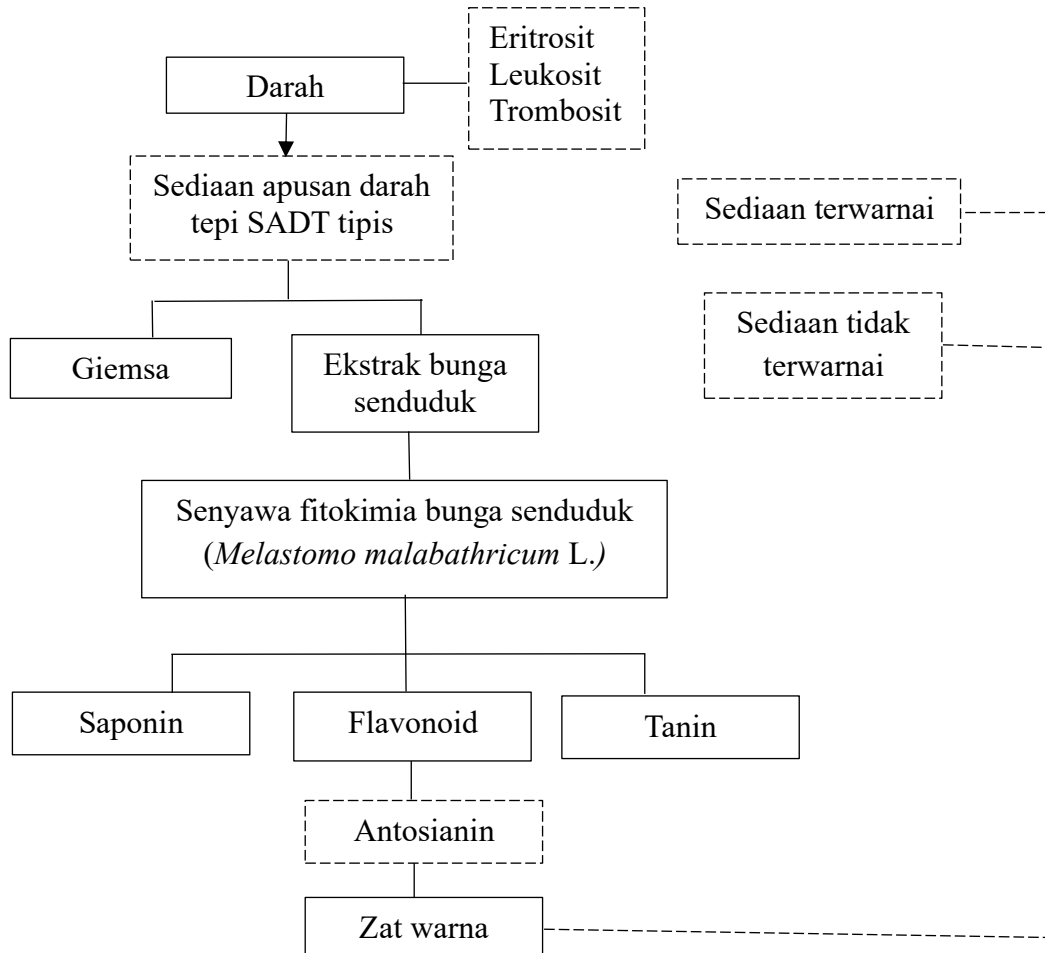 Eritrosit
Leukosit
Trombosit
Darah
Sediaan apusan darah
tepi SADT tipis
Sediaan terwarnai
Sediaan tidak
terwarnai
Giemsa
Ekstrak bunga
senduduk
Senyawa fitokimia bunga senduduk
(Melastomo malabathricum L.)
Saponin
Flavonoid
Tanin
Antosianin
Zat warna